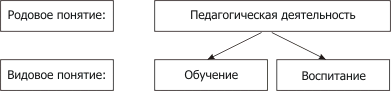 Родовое понятие: Педагогическая деятельность
Видовое понятие: Обучение Воспитание